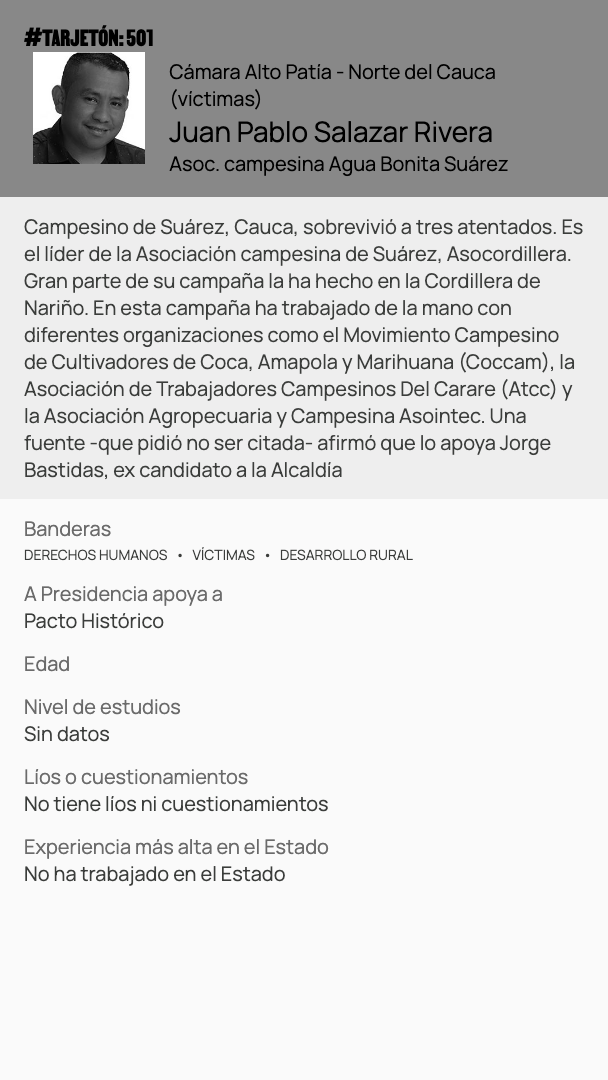 #TARJETÓN: 501
Cámara Alto Patía - Norte del Cauca
(víctimas)
Juan Pablo Salazar Rivera
Asoc. campesina Agua Bonita Suárez
Campesino de Suárez, Cauca, sobrevivió a tres atentados. Es
el líder de la Asociación campesina de Suárez, Asocordillera.
Gran parte de su campaña la ha hecho en la Cordillera de
Nariño. En esta campaña ha trabajado de la mano con
diferentes organizaciones como el Movimiento Campesino
de Cultivadores de Coca, Amapola y Marihuana (Coccam), la
Asociación de Trabajadores Campesinos Del Carare (Atcc) y
la Asociación Agropecuaria y Campesina Asointec. Una
fuente -que pidió no ser citada- afirmó que lo apoya Jorge
Bastidas, ex candidato a la Alcaldía
Banderas
DERECHOS HUMANOS • VÍCTIMAS • DESARROLLO RURAL
A Presidencia apoya a
Pacto Histórico
Edad
Nivel de estudios
Sin datos
Líos o cuestionamientos
No tiene líos ni cuestionamientos
Experiencia más alta en el Estado
No ha trabajado en el Estado